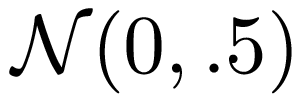 𝒩(0, .5)